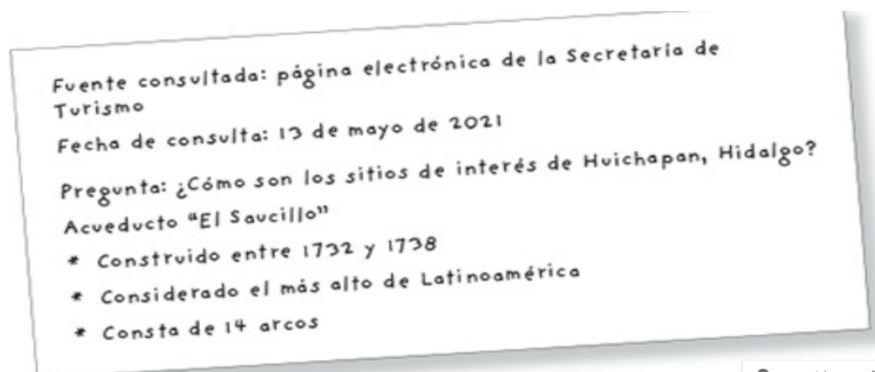 Fuente consultada: página electrónica de la Secretaría de
Turismo
Fecha de consulta: 13 de mayo de 2021
Pregunta: ¿Cómo son los sitios de interés de Huichapan, Hidalgo?
Acueducto “El Saucillo”
* Construido entre 1732 y 1738
* Considerado el más alto de Latinoamérica
* Consta de 14 arcos